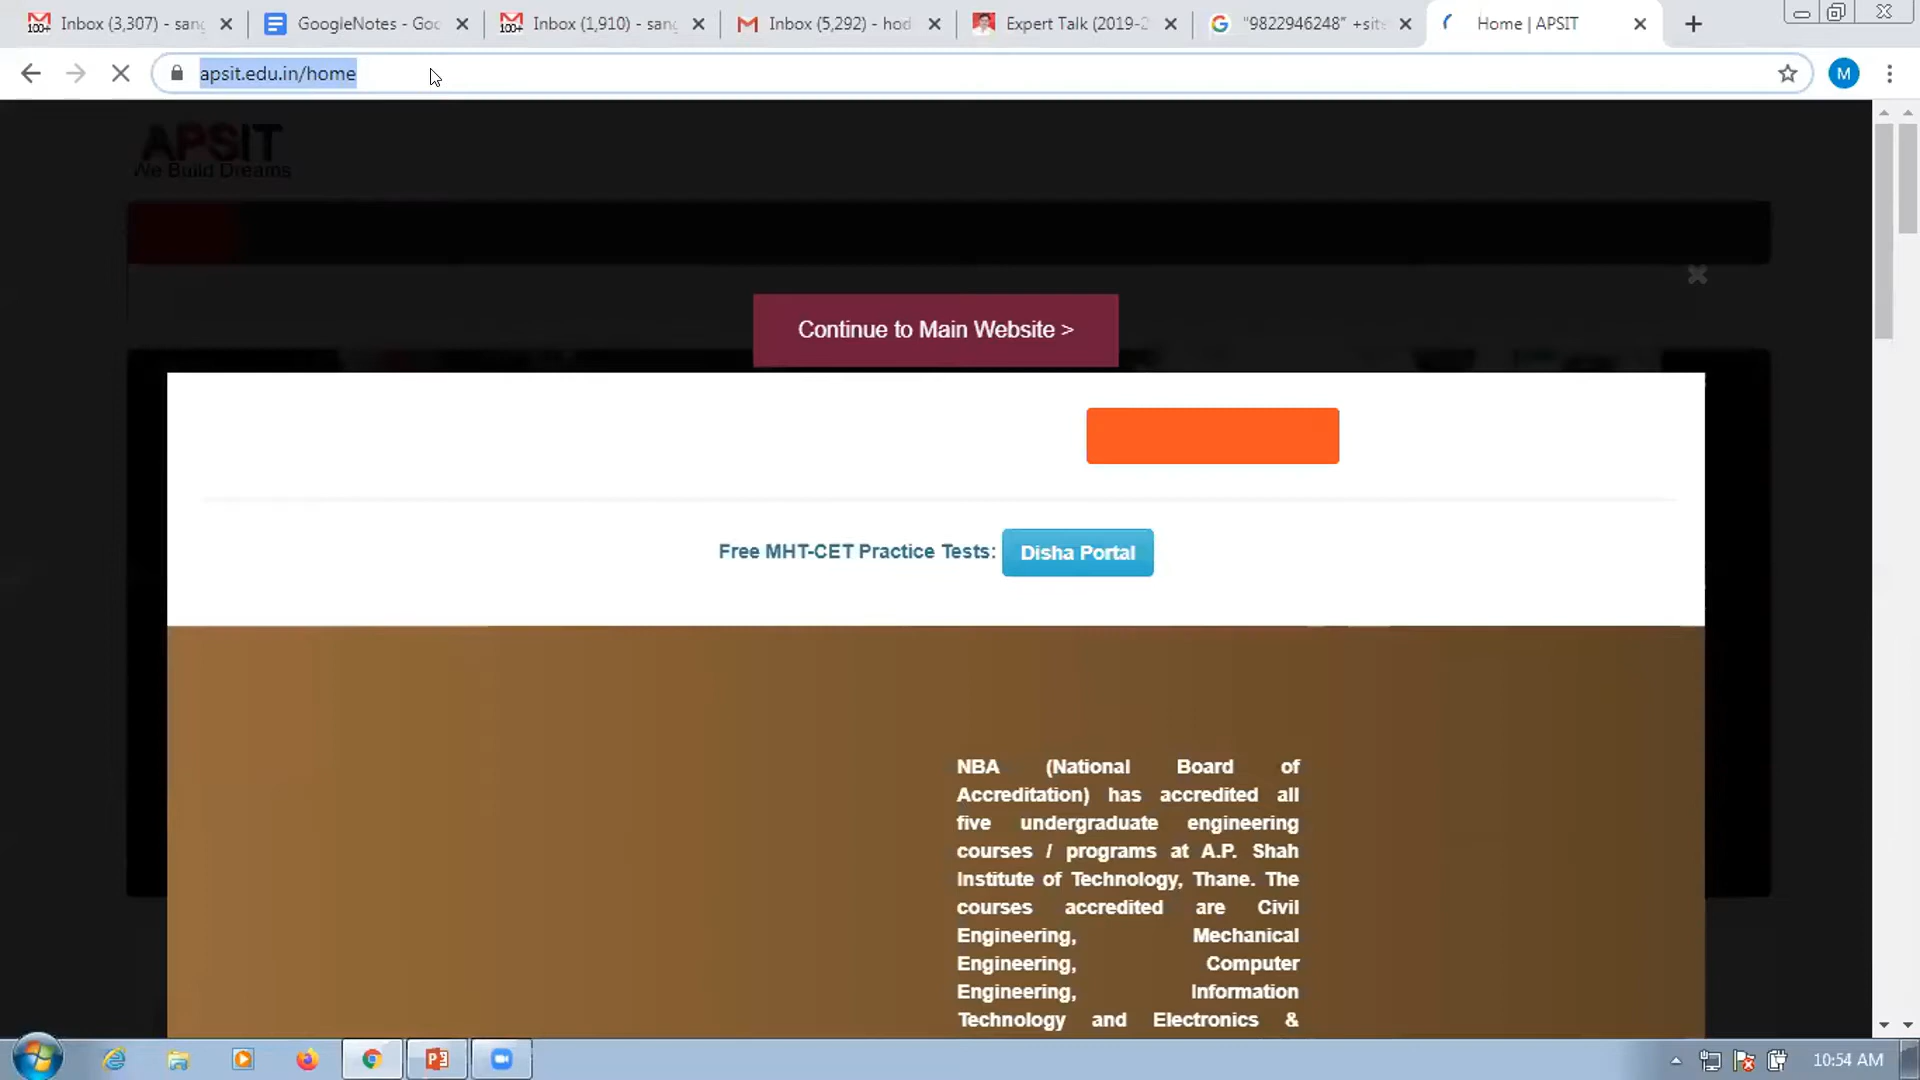 Inbox (3,307) - sang
GoogleNotes - Goo
Inbox (1,910) - sang
Inbox (5,292) - hod
Expert Talk (2019-2
"9822946248" +site
Home | APSIT
apsit.edu.in/home
M
APSIT
We Build Dreams
Continue to Main Website >
Free MHT-CET Practice Tests: Disha Portal
NBA (National Board of
Accreditation) has accredited all
five undergraduate engineering
courses / programs at A.P. Shah
Institute of Technology, Thane. The
courses accredited are Civil
Engineering, Mechanical
Engineering, Computer
Engineering, Information
Technology and Electronics &
10:54 AM